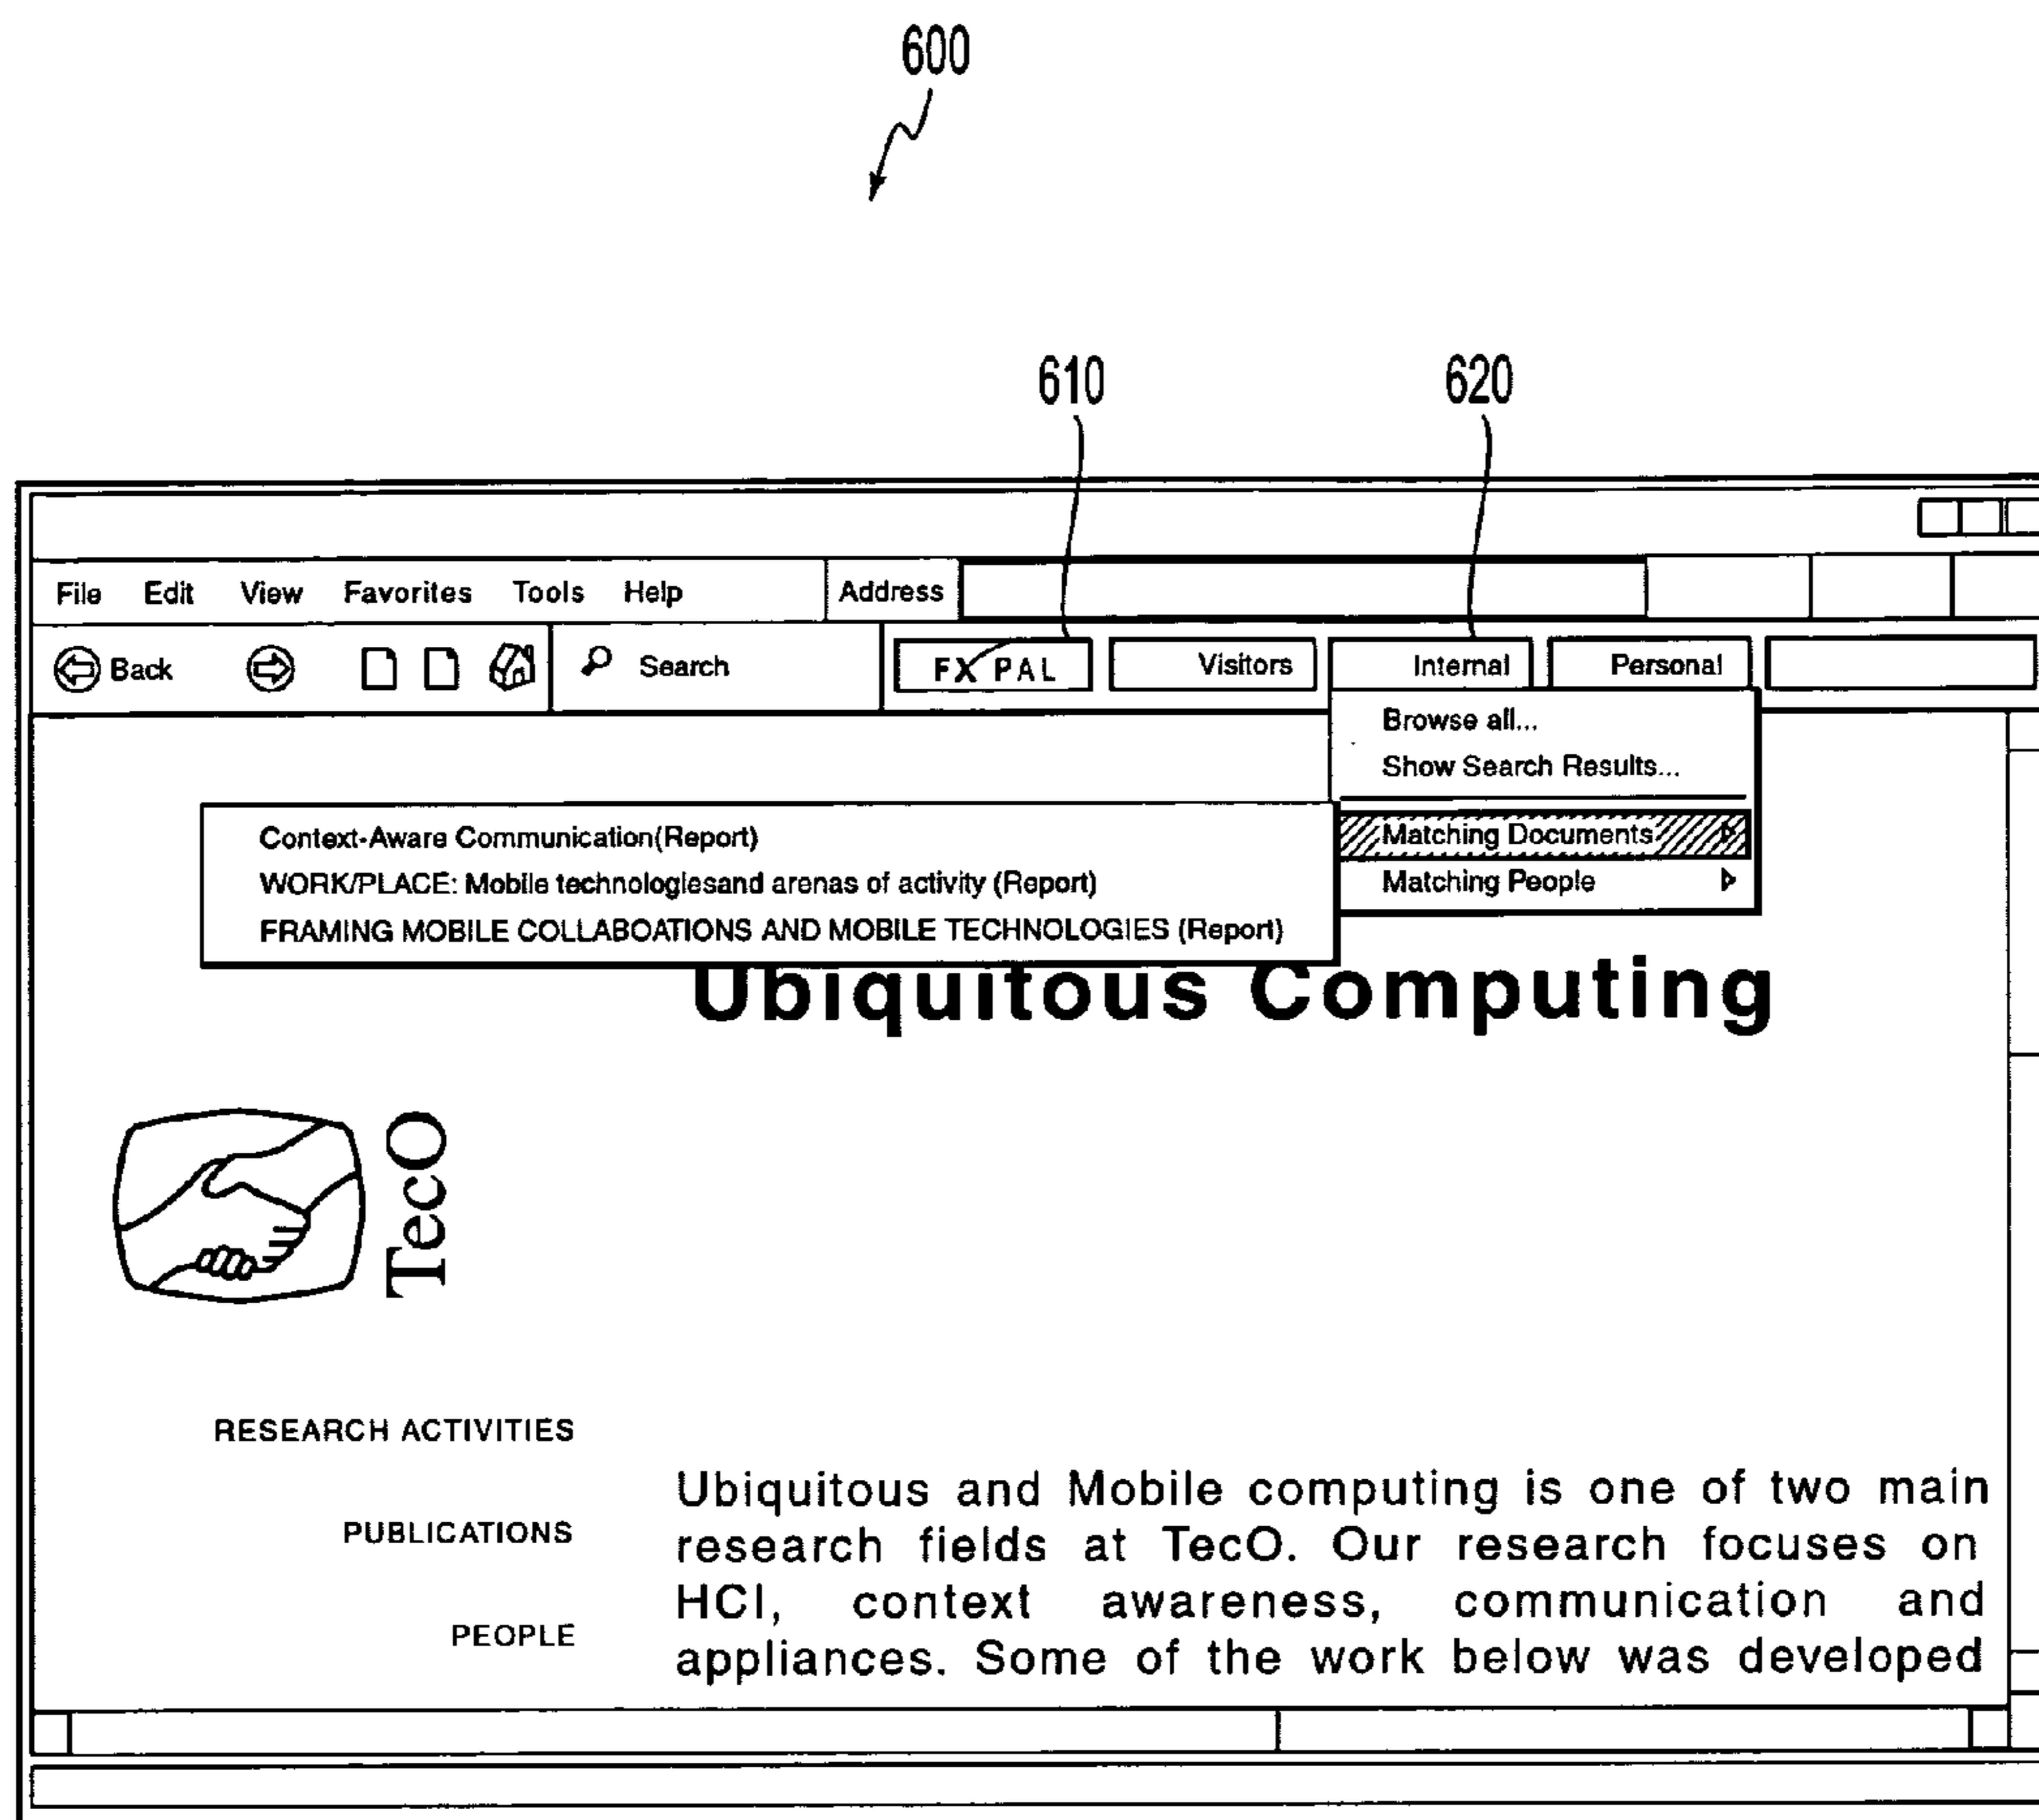 600
610
620
File Edit View Favorites Tools Help Address
Back Search FX PAL Visitors Internal Personal
Browse all...
Show Search Results...
Matching Documents
Matching People
Context-Aware Communication(Report)
WORK/PLACE: Mobile technologiesand arenas of activity (Report)
FRAMING MOBILE COLLABOATIONS AND MOBILE TECHNOLOGIES (Report)
Ubiquitous Computing
TecO
RESEARCH ACTIVITIES
PUBLICATIONS
PEOPLE
Ubiquitous and Mobile computing is one of two main
research fields at TecO. Our research focuses on
HCI, context awareness, communication and
appliances. Some of the work below was developed